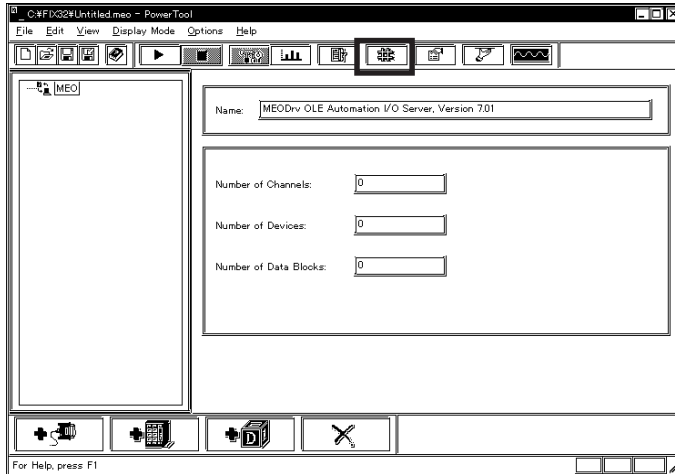 C:¥FIX32¥Untitled.meo - PowerTool
File Edit View Display Mode Options Help
MEO
Name: MEODrv OLE Automation I/O Server, Version 7.01
Number of Channels: 0
Number of Devices: 0
Number of Data Blocks: 0
D
For Help, press F1